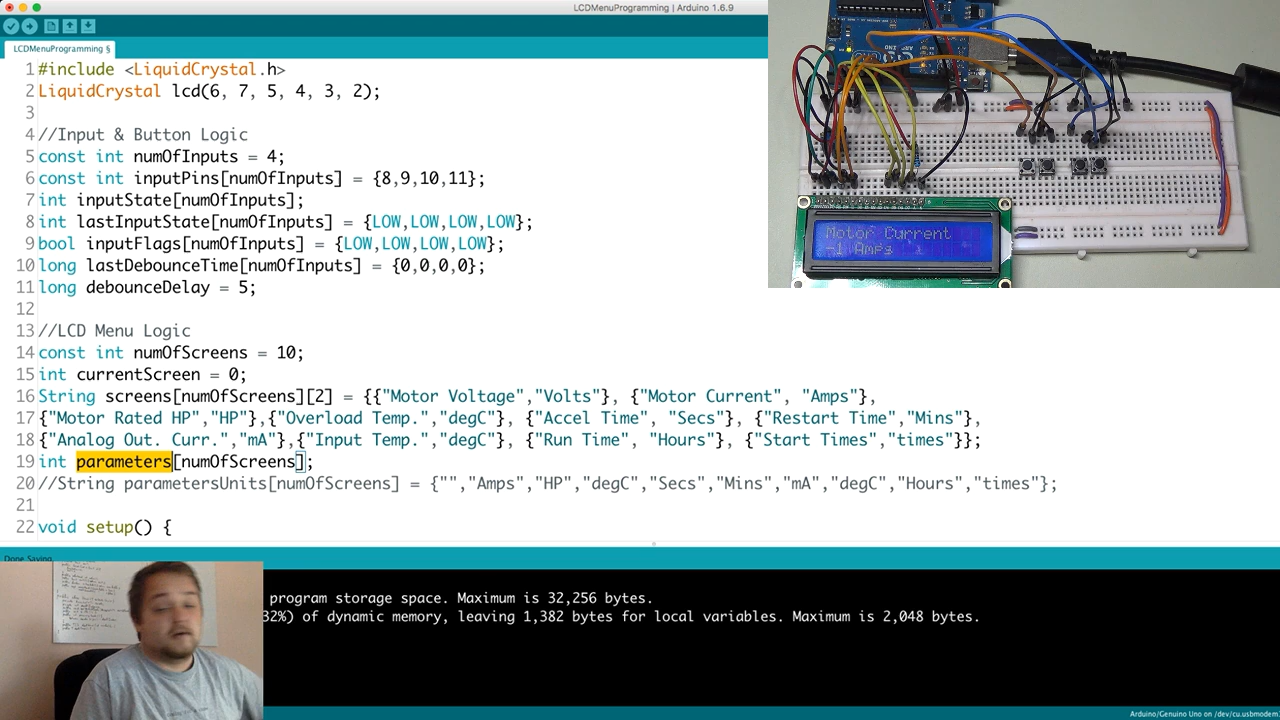 LCDMenuProgramming | Arduino 1.6.9
LCDMenuProgramming §
1 #include <LiquidCrystal.h>
2 LiquidCrystal lcd(6, 7, 5, 4, 3, 2);
3
4 //Input & Button Logic
5 const int numOfInputs = 4;
6 const int inputPins[numOfInputs] = {8,9,10,11};
7 int inputState[numOfInputs];
8 int lastInputState[numOfInputs] = {LOW,LOW,LOW,LOW};
9 bool inputFlags[numOfInputs] = {LOW,LOW,LOW,LOW};
10 long lastDebounceTime[numOfInputs] = {0,0,0,0};
11 long debounceDelay = 5;
12
13 //LCD Menu Logic
14 const int numOfScreens = 10;
15 int currentScreen = 0;
16 String screens[numOfScreens][2] = {{"Motor Voltage","Volts"}, {"Motor Current", "Amps"},
17 {"Motor Rated HP","HP"},{"Overload Temp.","degC"}, {"Accel Time", "Secs"}, {"Restart Time","Mins"},
18 {"Analog Out. Curr.","mA"},{"Input Temp.","degC"}, {"Run Time", "Hours"}, {"Start Times","times"}};
19 int parameters[numOfScreens];
20 //String parametersUnits[numOfScreens] = {"","Amps","HP","degC","Secs","Mins","mA","degC","Hours","times"};
21
22 void setup() {
Motor Current
-1 Amps
Done Saving.
program storage space. Maximum is 32,256 bytes.
32%) of dynamic memory, leaving 1,382 bytes for local variables. Maximum is 2,048 bytes.
Arduino/Genuino Uno on /dev/cu.usbmodem